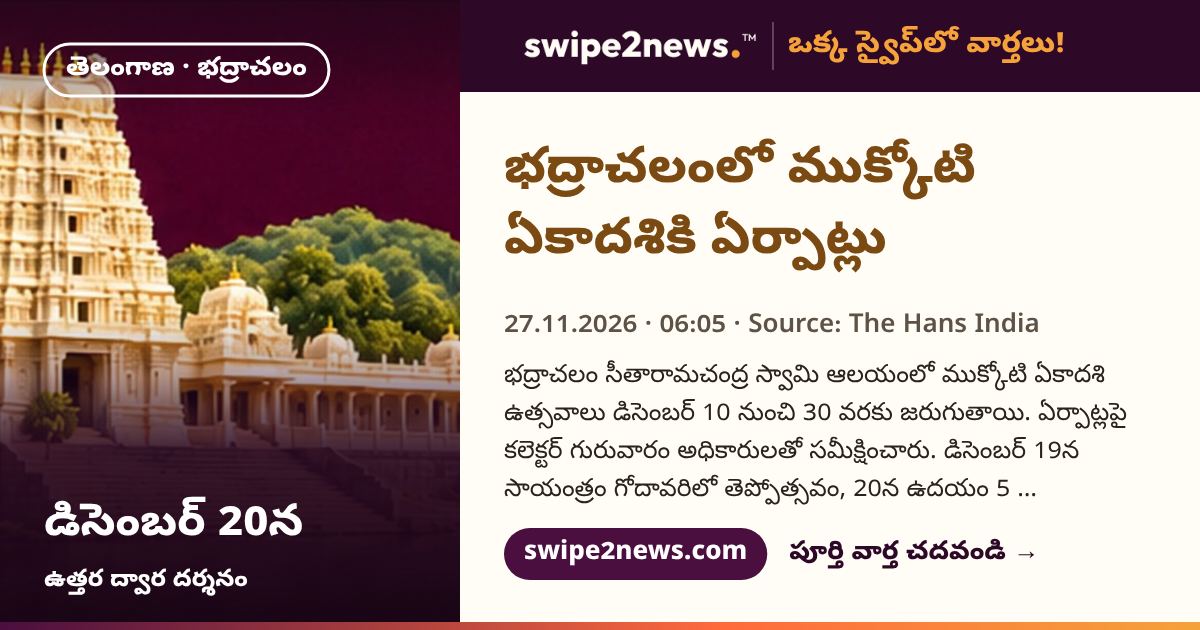 తెలంగాణ · భద్రాచలం
swipe2news.™
ఒక్క స్వైప్‌లో వార్తలు!
భద్రాచలంలో ముక్కోటి
ఏకాదశికి ఏర్పాట్లు
27.11.2026 · 06:05 · Source: The Hans India
భద్రాచలం సీతారామచంద్ర స్వామి ఆలయంలో ముక్కోటి ఏకాదశి
ఉత్సవాలు డిసెంబర్ 10 నుంచి 30 వరకు జరుగుతాయి. ఏర్పాట్లపై
కలెక్టర్ గురువారం అధికారులతో సమీక్షించారు. డిసెంబర్ 19న
సాయంత్రం గోదావరిలో తెప్పోత్సవం, 20న ఉదయం 5 ...
డిసెంబర్ 20న
ఉత్తర ద్వార దర్శనం
swipe2news.com
పూర్తి వార్త చదవండి →